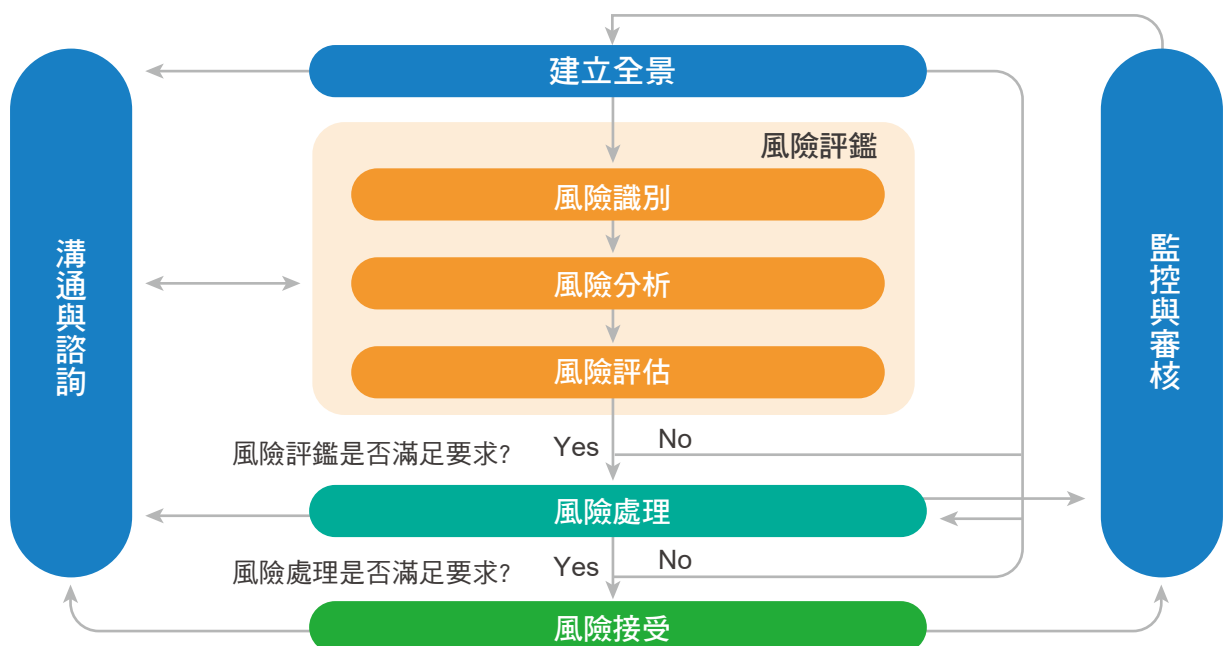 建立全景
風險評鑑
風險識別
風險分析
風險評估
溝通與諮詢
監控與審核
風險評鑑是否滿足要求?
Yes
No
風險處理
風險處理是否滿足要求?
Yes
No
風險接受